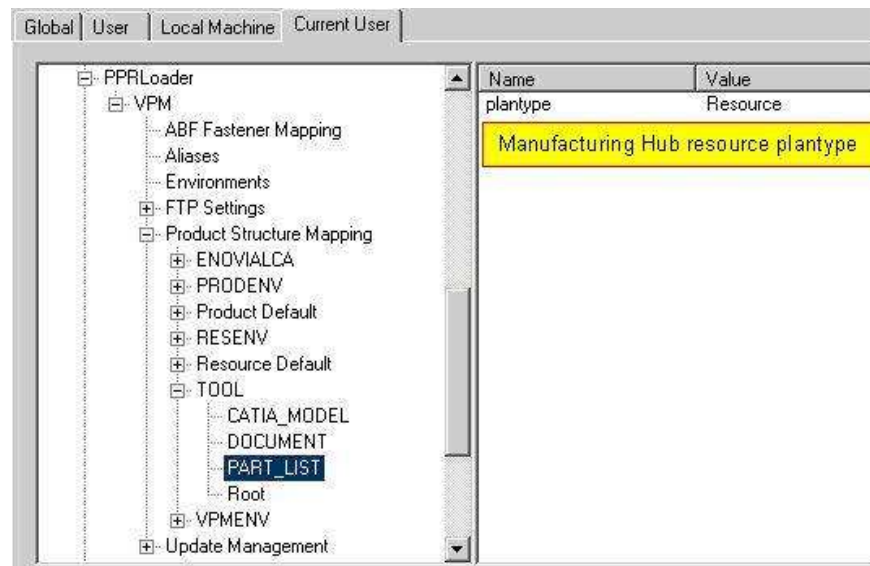 Global User Local Machine Current User
PPRLoader
VPM
ABF Fastener Mapping
Aliases
Environments
FTP Settings
Product Structure Mapping
ENOVIALCA
PRODENV
Product Default
RESENV
Resource Default
TOOL
CATIA_MODEL
DOCUMENT
PART_LIST
Root
VPMENV
Update Management
Name Value
plantype Resource
Manufacturing Hub resource plantype